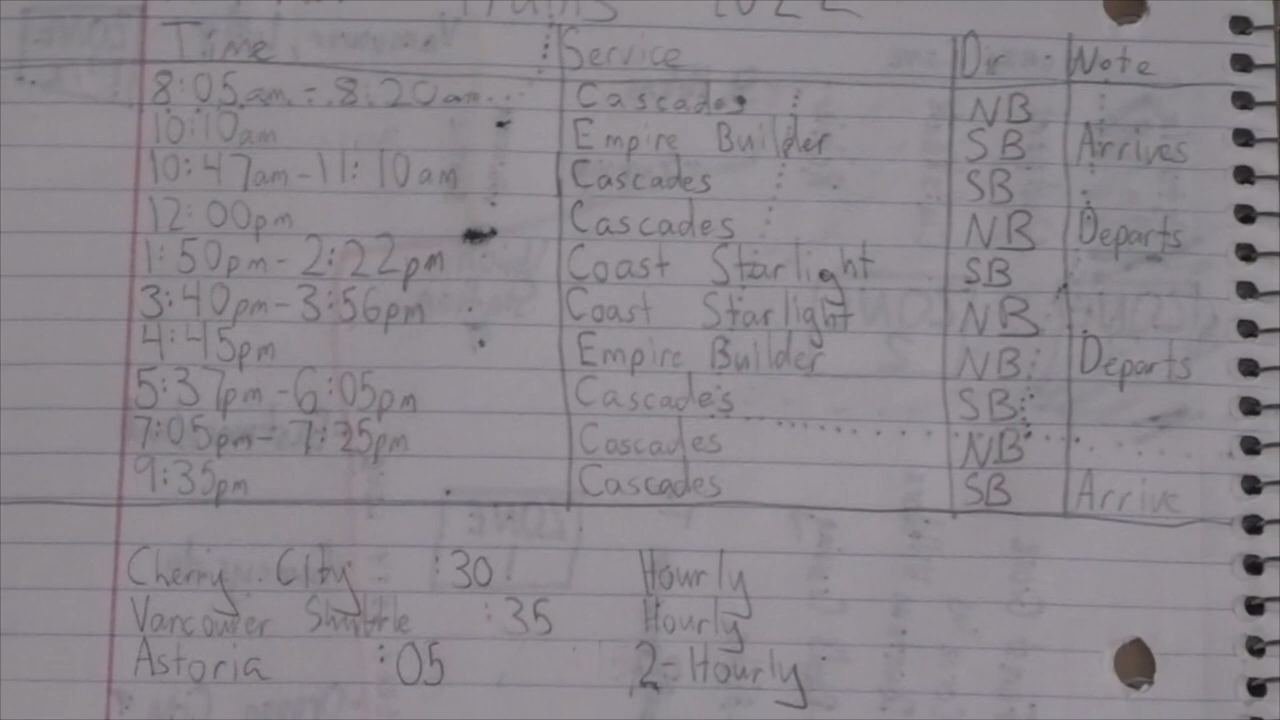 Trains 2022
Time Service Dir Note
8:05am - 8:20am Cascades NB
10:10am Empire Builder SB Arrives
10:47am-11:10am Cascades SB
12:00pm Cascades NB Departs
1:50pm-2:22pm Coast Starlight SB
3:40pm-3:56pm Coast Starlight NB
4:45pm Empire Builder NB Departs
5:37pm-6:05pm Cascades SB
7:05pm-7:25pm Cascades NB
9:35pm Cascades SB Arrive
Cherry City :30 Hourly
Vancouver Shuttle :35 Hourly
Astoria :05 2-Hourly